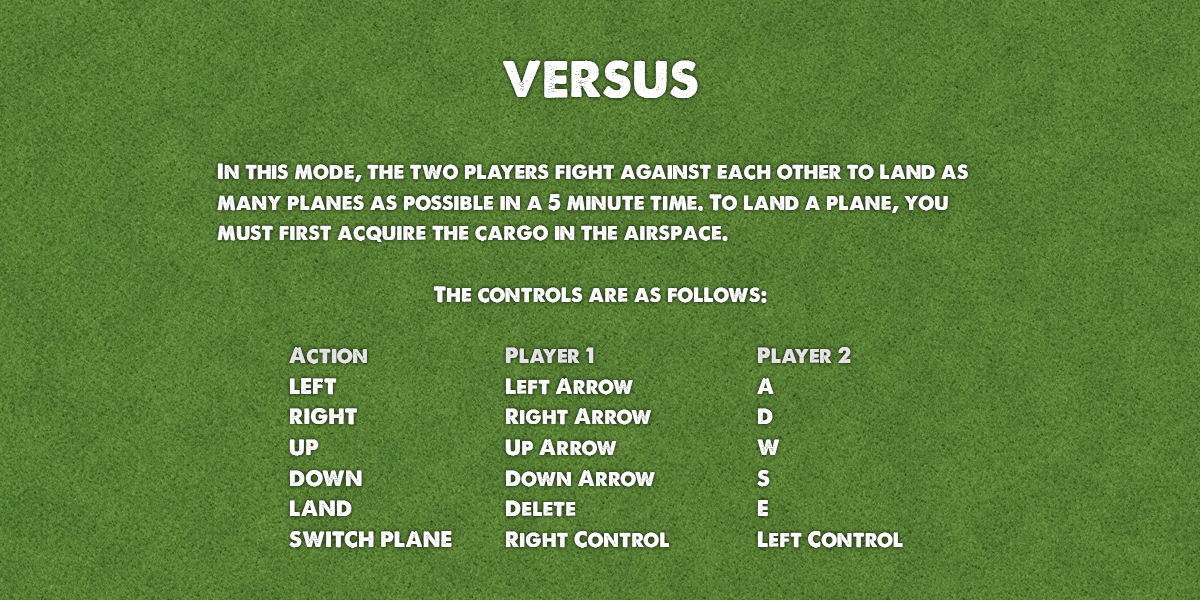 VERSUS
In this mode, the two players fight against each other to land as
many planes as possible in a 5 minute time. To land a plane, you
must first acquire the cargo in the airspace.
The controls are as follows:
Action Player 1 Player 2
LEFT Left Arrow A
RIGHT Right Arrow D
UP Up Arrow W
DOWN Down Arrow S
LAND Delete E
SWITCH PLANE Right Control Left Control